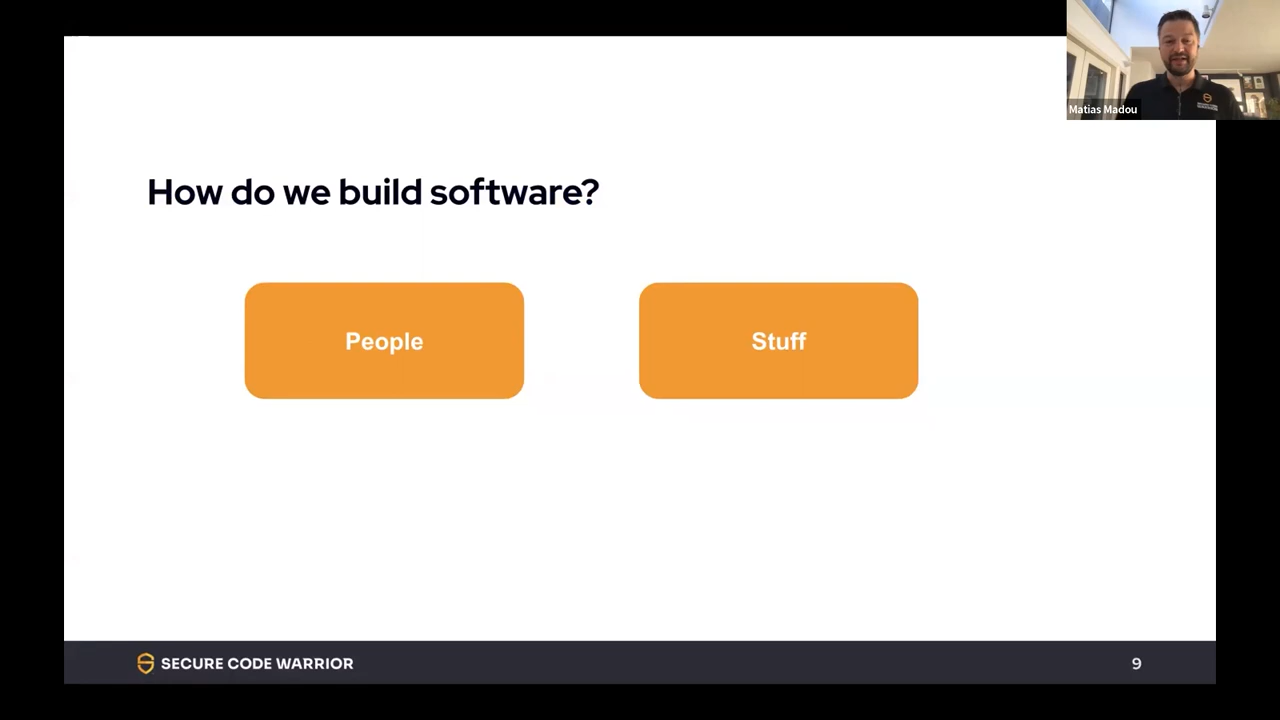 Matias Madou
How do we build software?
People
Stuff
SECURE CODE WARRIOR
9